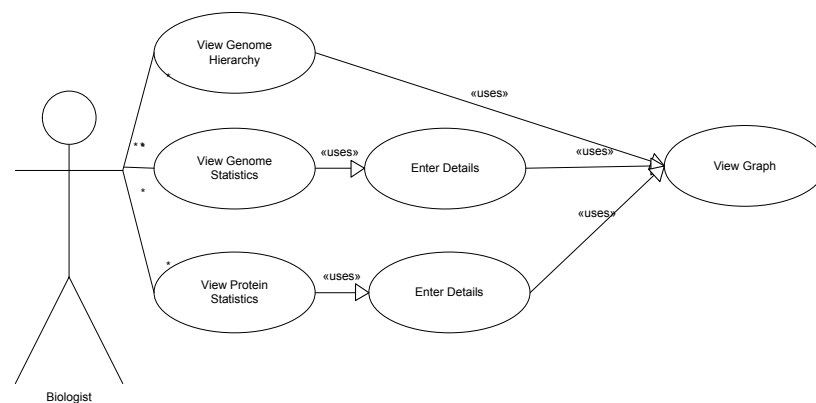 View Genome
Hierarchy
*
«uses»
* *
*
View Genome
Statistics
«uses»
Enter Details
«uses»
View Graph
*
«uses»
*
View Protein
Statistics
«uses»
Enter Details
Biologist